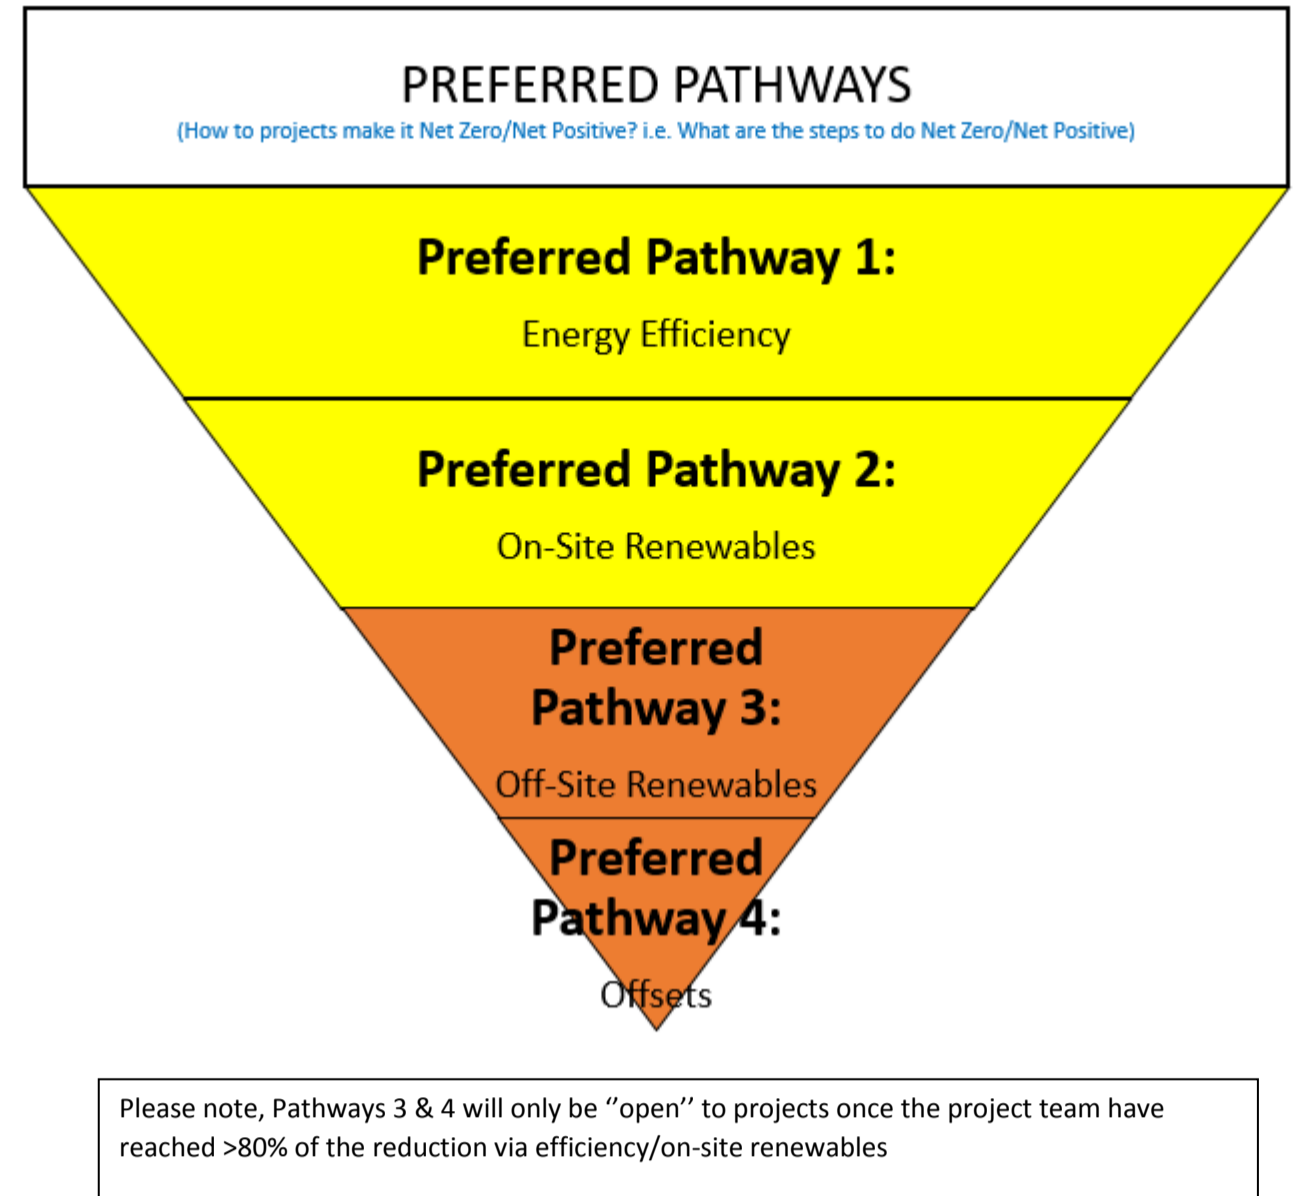 PREFERRED PATHWAYS
(How to projects make it Net Zero/Net Positive? i.e. What are the steps to do Net Zero/Net Positive)
Preferred Pathway 1:
Energy Efficiency
Preferred Pathway 2:
On-Site Renewables
Preferred
Pathway 3:
Off-Site Renewables
Preferred
Pathway 4:
Offsets
Please note, Pathways 3 & 4 will only be ‘’open’’ to projects once the project team have
reached >80% of the reduction via efficiency/on-site renewables